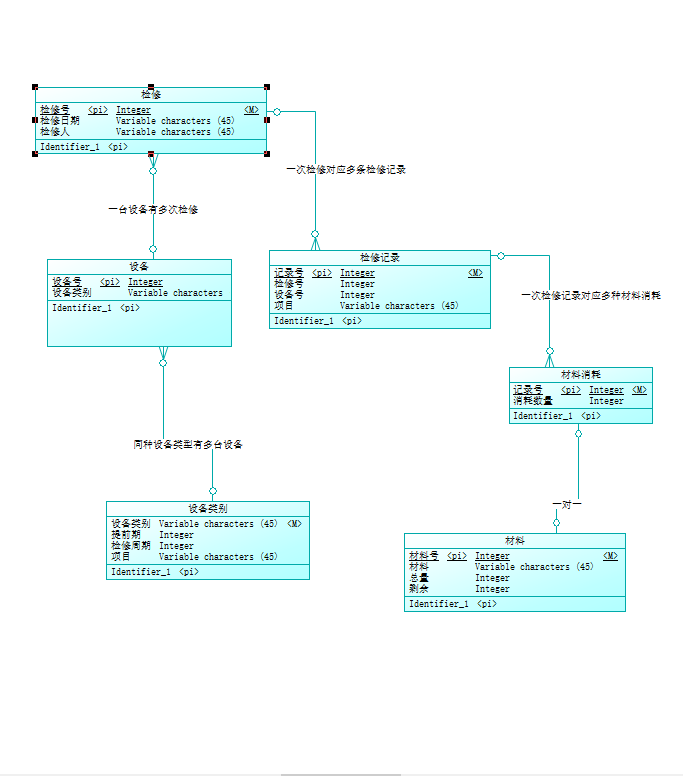 检修
检修号 <pi> Integer <M>
检修日期 Variable characters (45)
检修人 Variable characters (45)
Identifier_1 <pi>
一次检修对应多条检修记录
一台设备有多次检修
设备
设备号 <pi> Integer
设备类别 Variable characters
Identifier_1 <pi>
检修记录
记录号 <pi> Integer <M>
检修号 Integer
设备号 Integer
项目 Variable characters (45)
Identifier_1 <pi>
一次检修记录对应多种材料消耗
材料消耗
记录号 <pi> Integer <M>
消耗数量 Integer
Identifier_1 <pi>
同种设备类型有多台设备
设备类别
设备类别 Variable characters (45) <M>
提前期 Integer
检修周期 Integer
项目 Variable characters (45)
Identifier_1 <pi>
一对一
材料
材料号 <pi> Integer <M>
材料 Variable characters (45)
总量 Integer
剩余 Integer
Identifier_1 <pi>